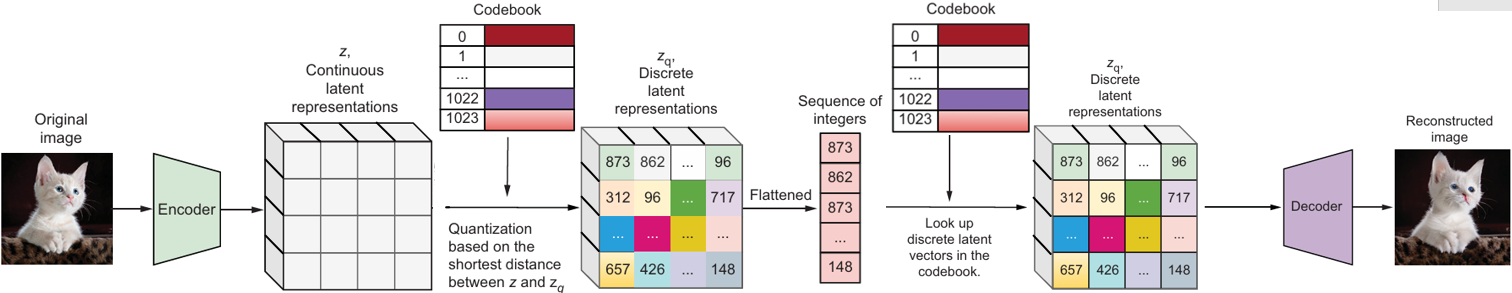 Original
image
Encoder
z,
Continuous
latent
representations
Codebook
0
1
...
1022
1023
Quantization
based on the
shortest distance
between z and zq
zq,
Discrete
latent
representations
873 862 ... 96
312 96 ... 717
... ... ... ...
657 426 ... 148
Flattened
Sequence of
integers
873
862
873
...
148
Codebook
0
1
...
1022
1023
Look up
discrete latent
vectors in the
codebook.
zq,
Discrete
latent
representations
873 862 ... 96
312 96 ... 717
... ... ... ...
657 426 ... 148
Decoder
Reconstructed
image